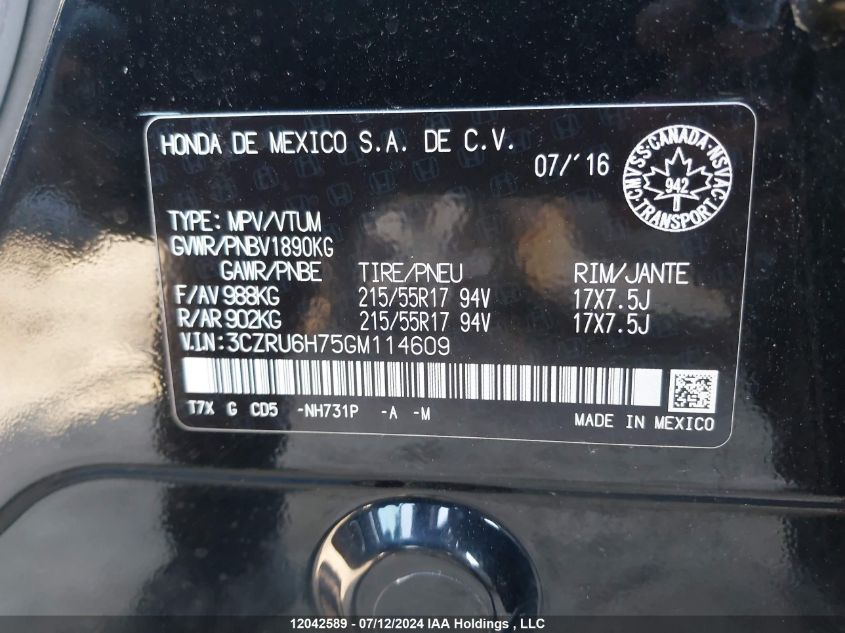 HONDA DE MEXICO S.A. DE C.V.
07/'16
CMVSS·CANADA·NSVAC·TRANSPORT
942
TYPE: MPV/VTUM
GVWR/PNBV1890KG
GAWR/PNBE TIRE/PNEU RIM/JANTE
F/AV 988KG 215/55R17 94V 17X7.5J
R/AR 902KG 215/55R17 94V 17X7.5J
V.I.N:3CZRU6H75GM114609
T7X G CD5 -NH731P -A -M
MADE IN MEXICO
12042589 - 07/12/2024 IAA Holdings , LLC